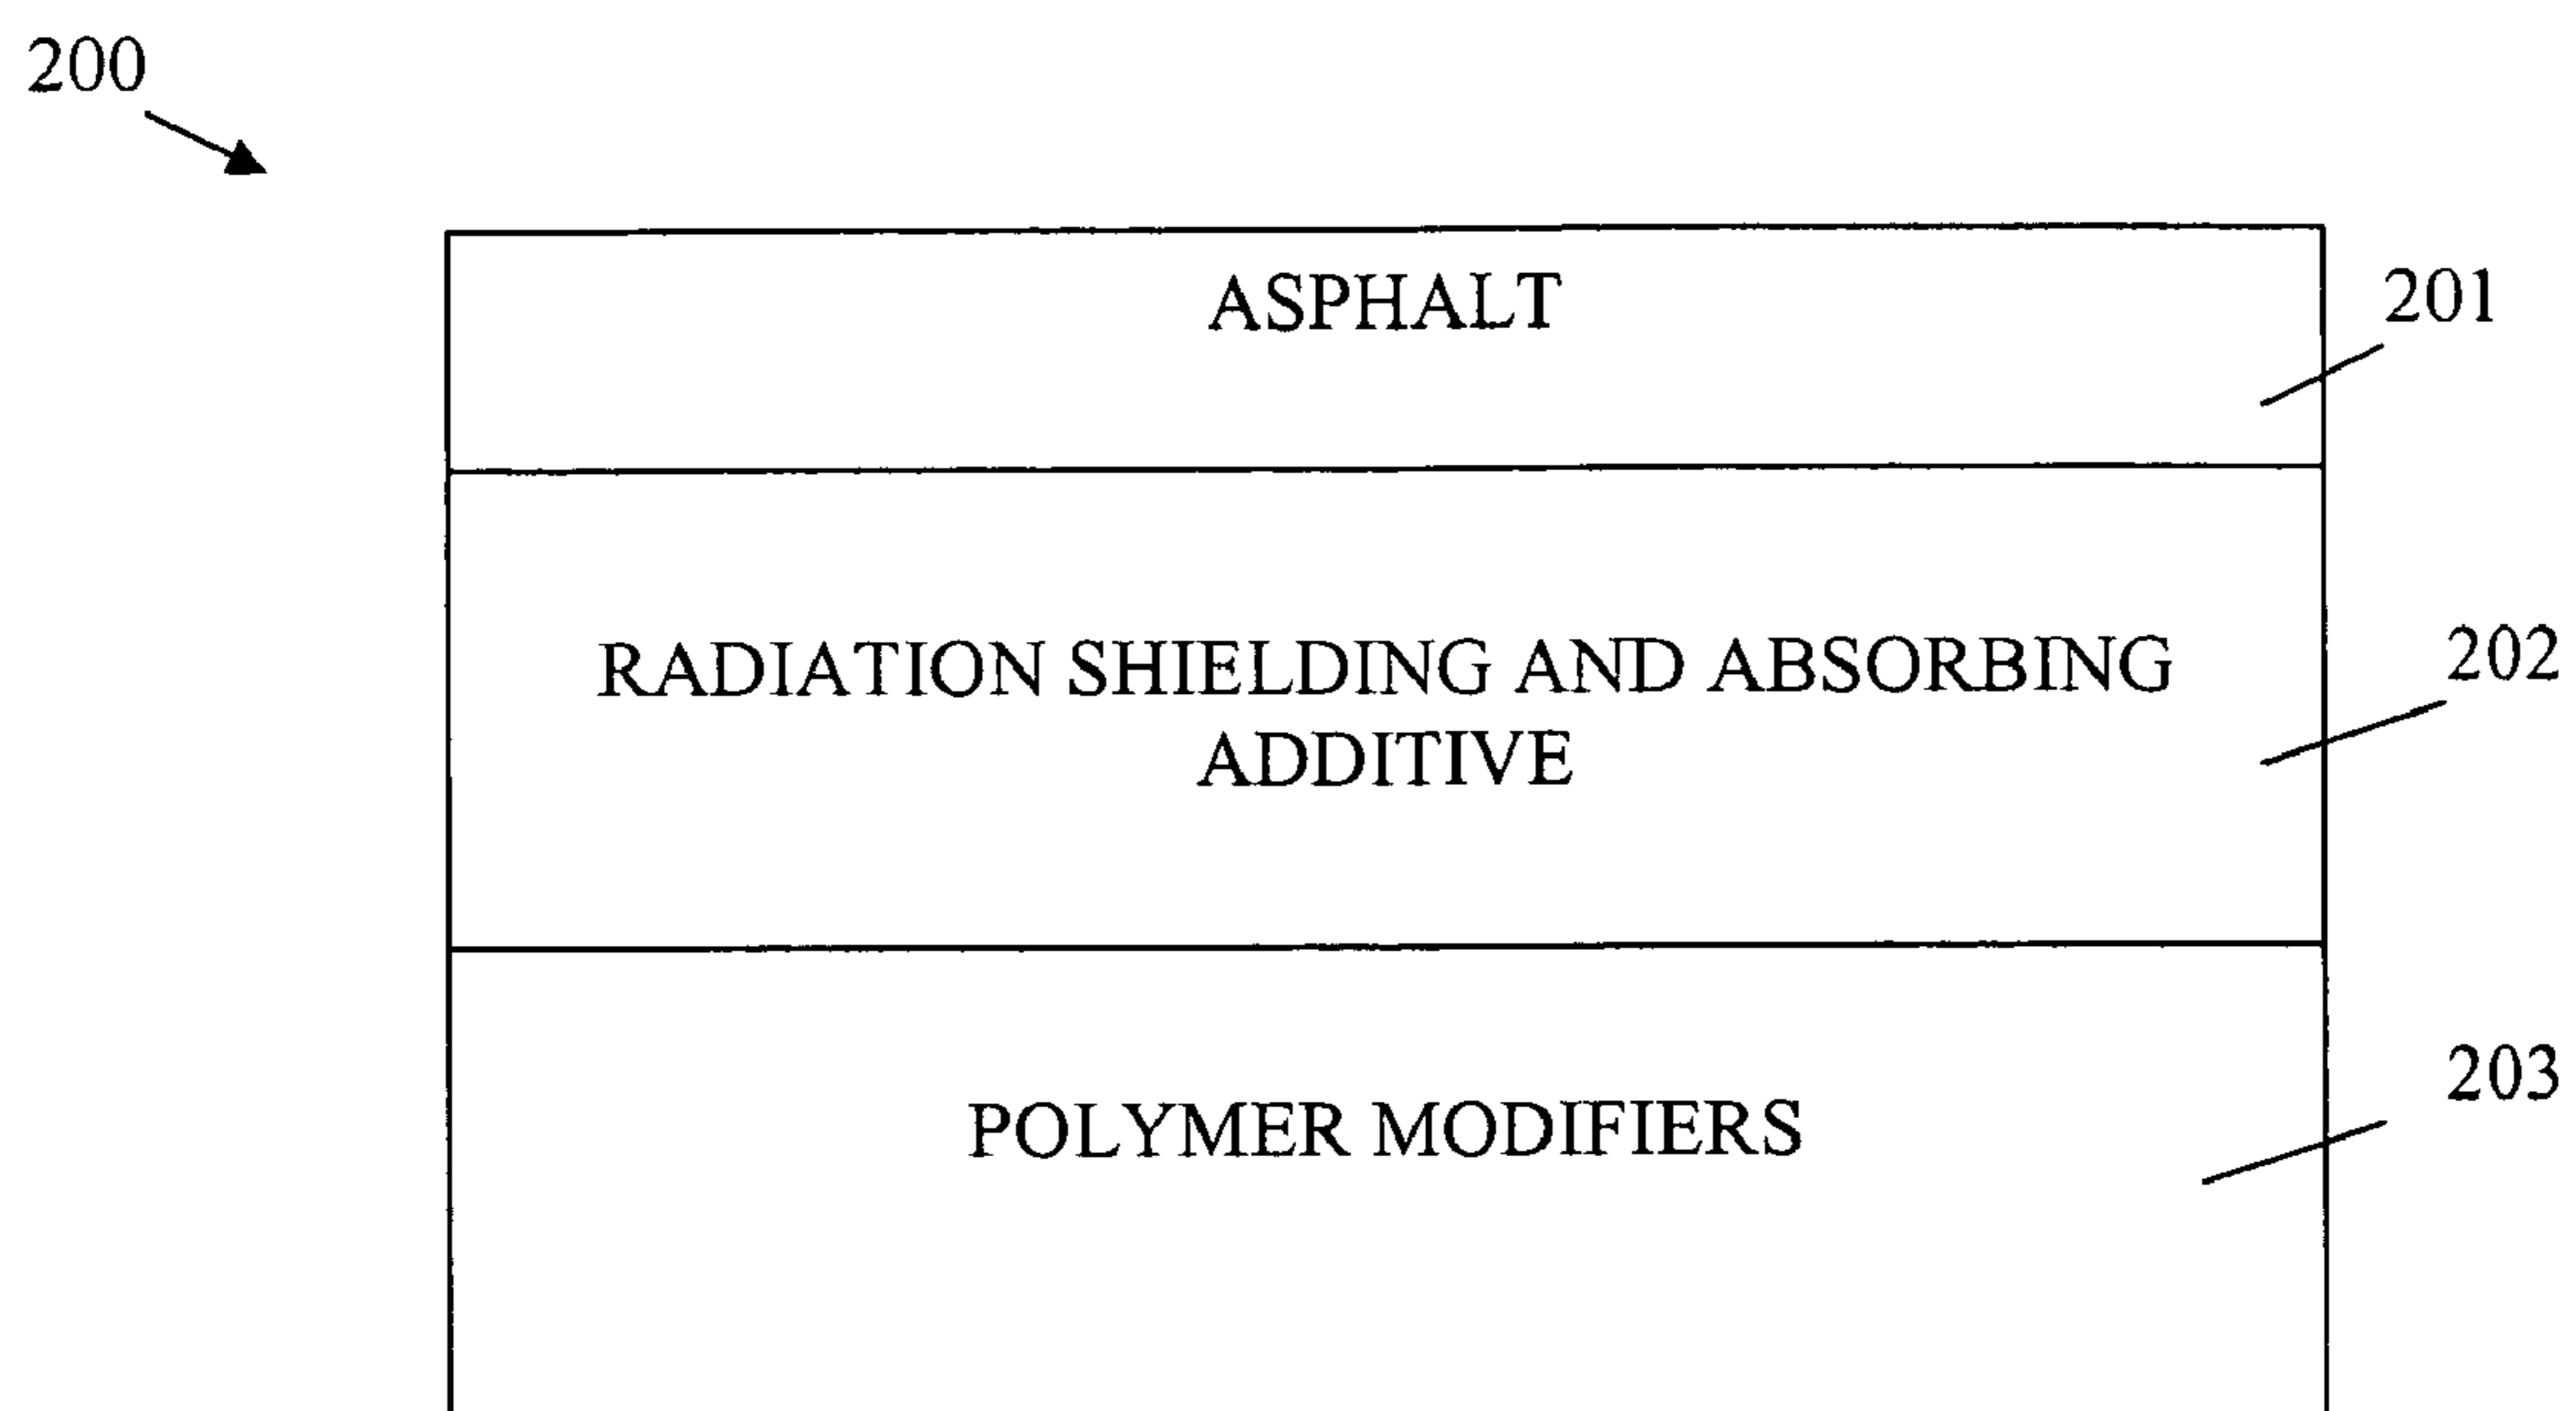 200
ASPHALT
201
RADIATION SHIELDING AND ABSORBING
ADDITIVE
202
POLYMER MODIFIERS
203